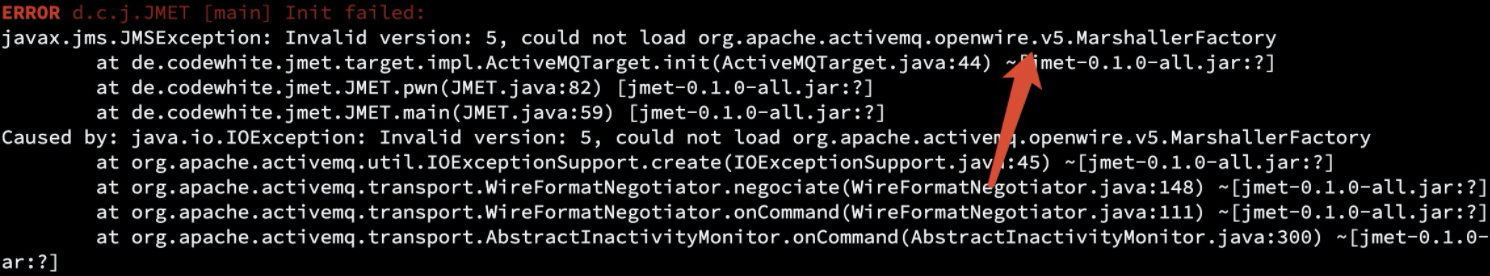 ERROR d.c.j.JMET [main] Init failed:
javax.jms.JMSException: Invalid version: 5, could not load org.apache.activemq.openwire.v5.MarshallerFactory
at de.codewhite.jmet.target.impl.ActiveMQTarget.init(ActiveMQTarget.java:44) ~[jmet-0.1.0-all.jar:?]
at de.codewhite.jmet.JMET.pwn(JMET.java:82) [jmet-0.1.0-all.jar:?]
at de.codewhite.jmet.JMET.main(JMET.java:59) [jmet-0.1.0-all.jar:?]
Caused by: java.io.IOException: Invalid version: 5, could not load org.apache.activemq.openwire.v5.MarshallerFactory
at org.apache.activemq.util.IOExceptionSupport.create(IOExceptionSupport.java:45) ~[jmet-0.1.0-all.jar:?]
at org.apache.activemq.transport.WireFormatNegotiator.negociate(WireFormatNegotiator.java:148) ~[jmet-0.1.0-all.jar:?]
at org.apache.activemq.transport.WireFormatNegotiator.onCommand(WireFormatNegotiator.java:111) ~[jmet-0.1.0-all.jar:?]
at org.apache.activemq.transport.AbstractInactivityMonitor.onCommand(AbstractInactivityMonitor.java:300) ~[jmet-0.1.0-
ar:?]